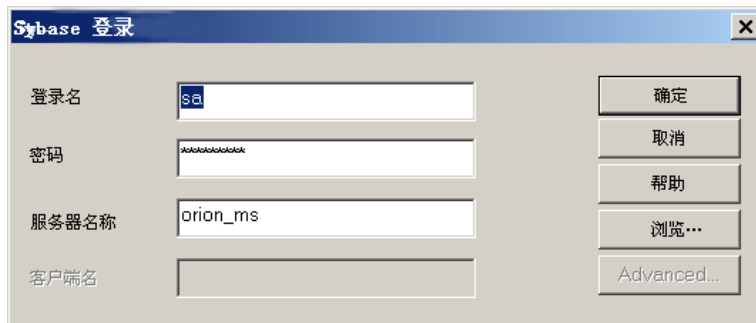 Sybase 登录
登录名
sa
确定
取消
密码
**********
帮助
服务器名称
orion_ms
浏览…
客户端名
Advanced...